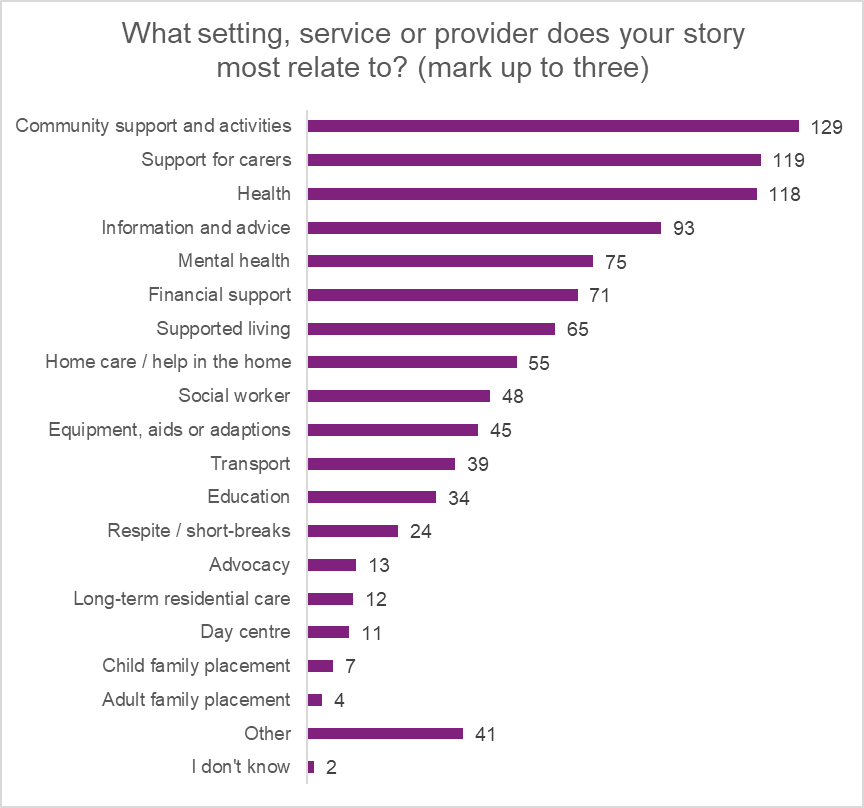 What setting, service or provider does your story
most relate to? (mark up to three)
Community support and activities 129
Support for carers 119
Health 118
Information and advice 93
Mental health 75
Financial support 71
Supported living 65
Home care / help in the home 55
Social worker 48
Equipment, aids or adaptions 45
Transport 39
Education 34
Respite / short-breaks 24
Advocacy 13
Long-term residential care 12
Day centre 11
Child family placement 7
Adult family placement 4
Other 41
I don't know 2